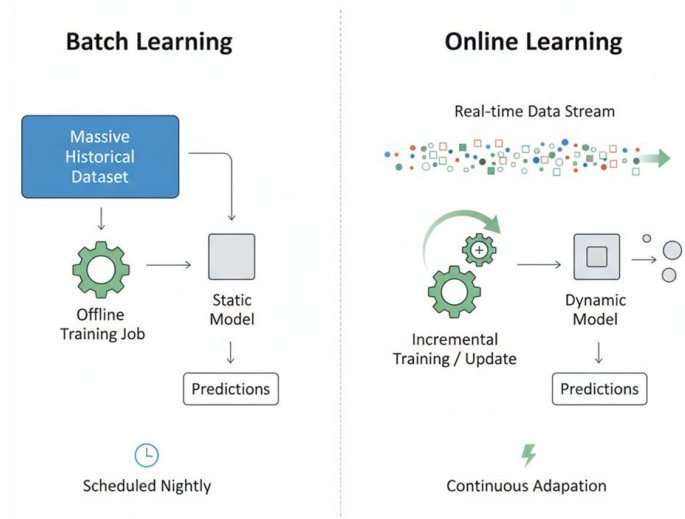 Batch Learning
Massive
Historical
Dataset
Offline
Training Job
Static
Model
Predictions
Scheduled Nightly
Online Learning
Real-time Data Stream
Incremental
Training / Update
Dynamic
Model
Predictions
Continuous Adapation